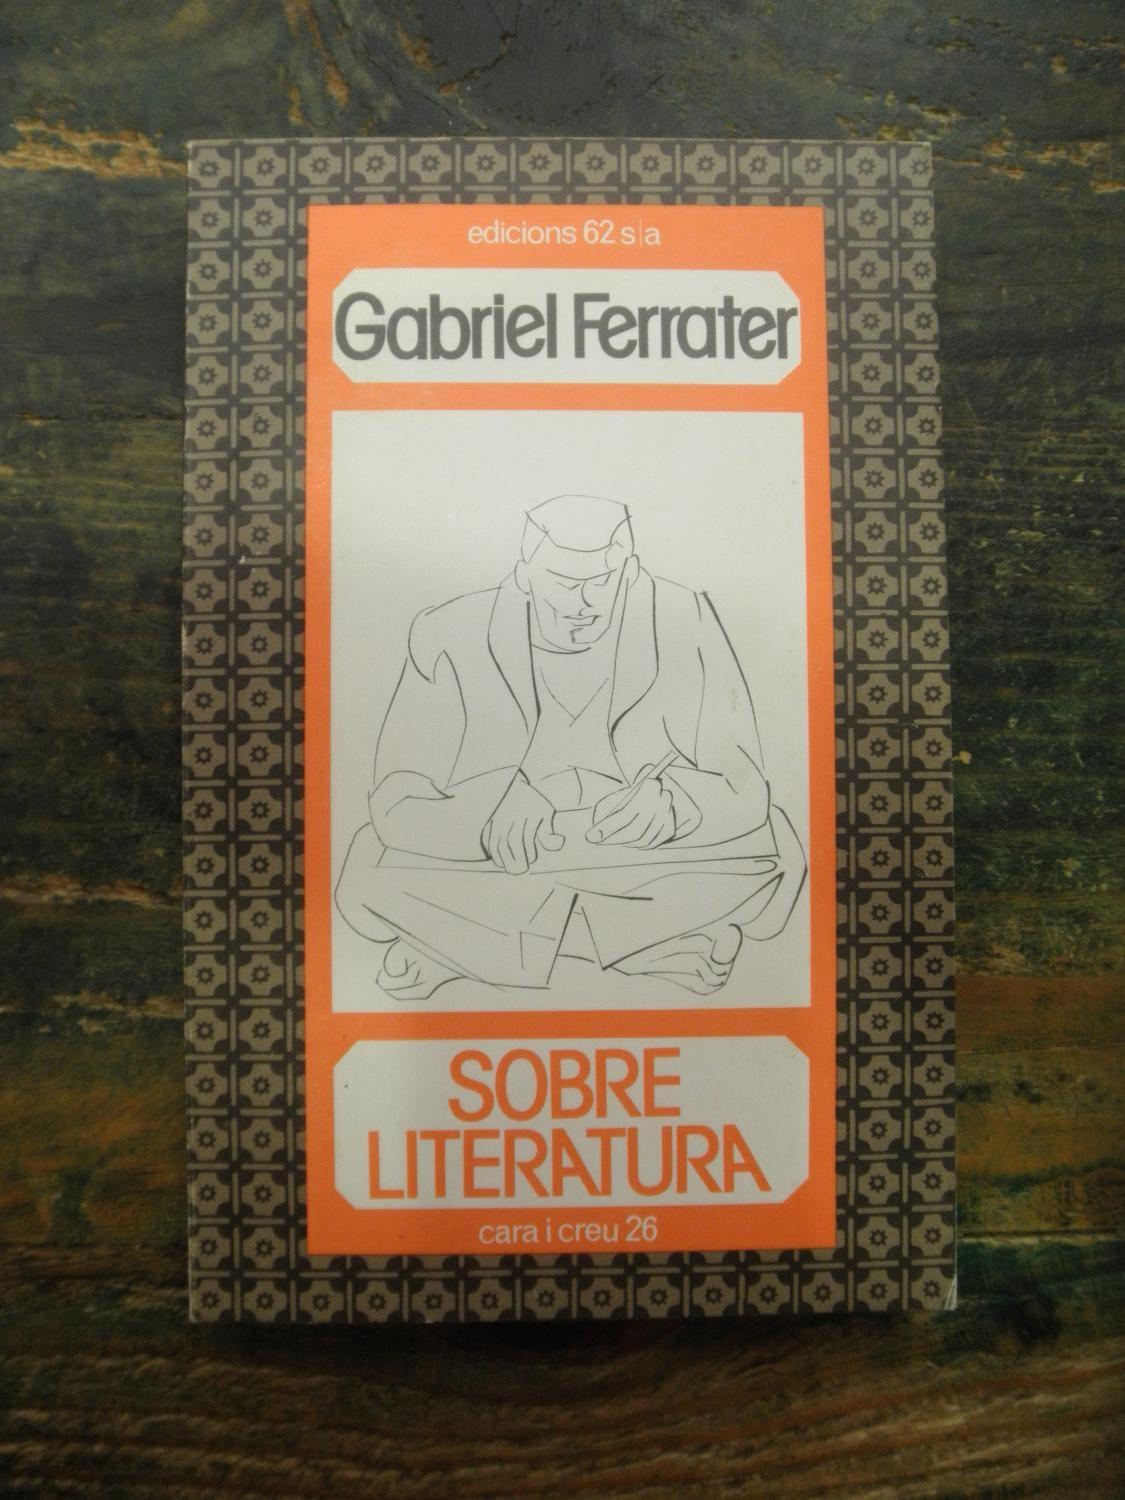 edicions 62 s|a
Gabriel Ferrater
SOBRE
LITERATURA
cara i creu 26